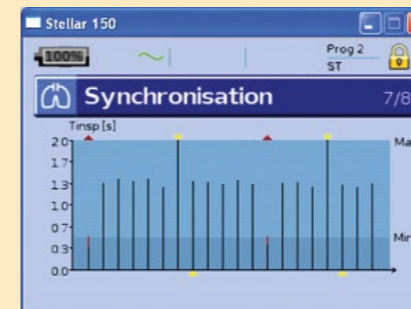 Stellar 150
100%
Prog 2
ST
Synchronisation
7/8
Tinsp [s]
2.0
Ma
1.7
1.3
1.0
0.7
Min
0.3
0.0